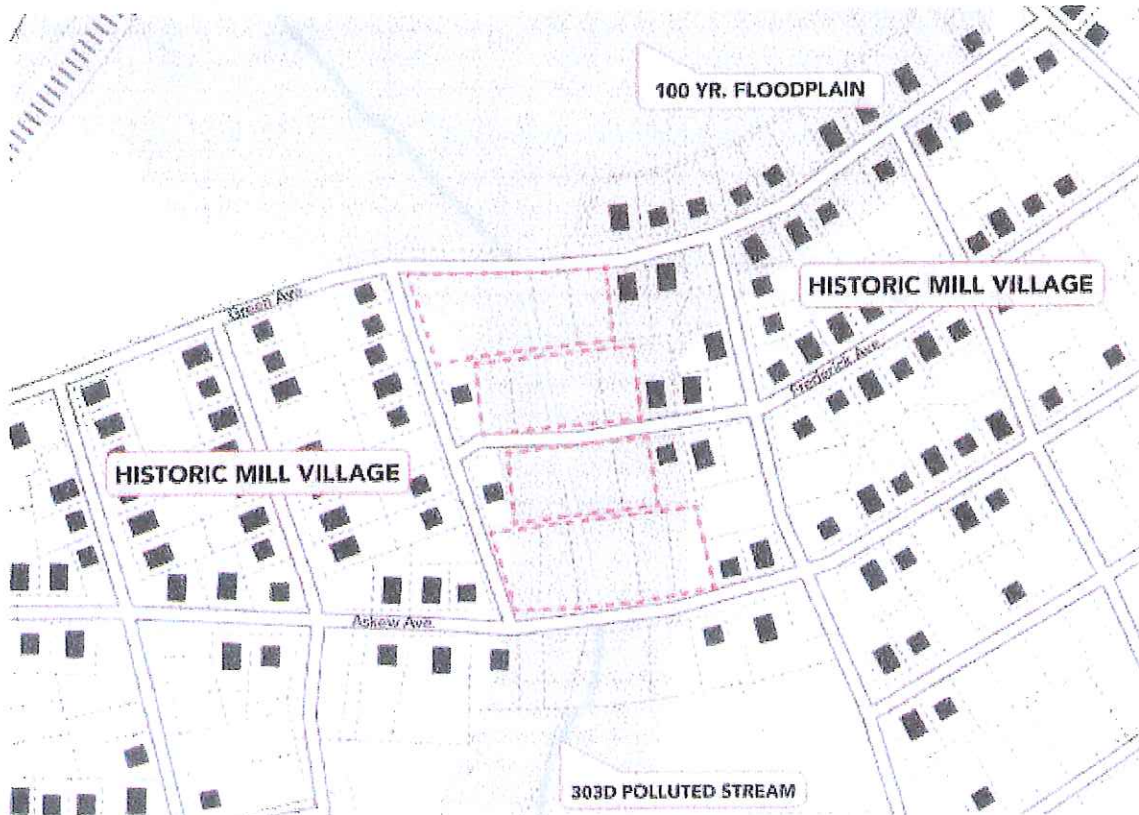 100 YR. FLOODPLAIN
HISTORIC MILL VILLAGE
Green Ave
Frederick Ave.
HISTORIC MILL VILLAGE
Askew Ave.
303D POLLUTED STREAM